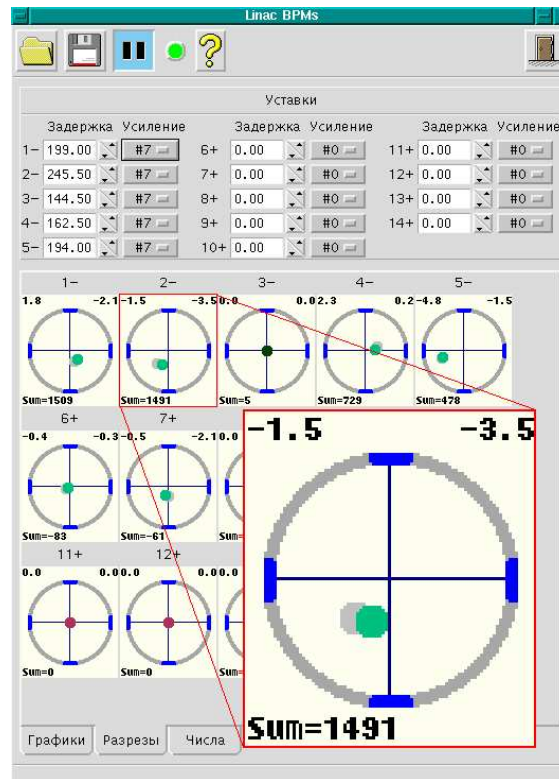 Linac BPMs
Уставки
Задержка Усиление Задержка Усиление Задержка Усиление
1− 199.00 #7 6+ 0.00 #0 11+ 0.00 #0
2− 245.50 #7 7+ 0.00 #0 12+ 0.00 #0
3− 144.50 #7 8+ 0.00 #0 13+ 0.00 #0
4− 162.50 #7 9+ 0.00 #0 14+ 0.00 #0
5− 194.00 #7 10+ 0.00 #0
1− 2− 3− 4− 5−
1.8 -2.1 -1.5 -3.5 0.0 0.0 2.3 0.2 -4.8 -1.5
Sum=1509 Sum=1491 Sum=5 Sum=729 Sum=478
6+ 7+
-0.4 -0.3 -0.5 -2.1 0.0
Sum=-83 Sum=-61 Sum=
11+ 12+
0.0 0.0 0.0 0.0 0.0
Sum=0 Sum=0 Sum=
-1.5 -3.5
Sum=1491
Графики Разрезы Числа